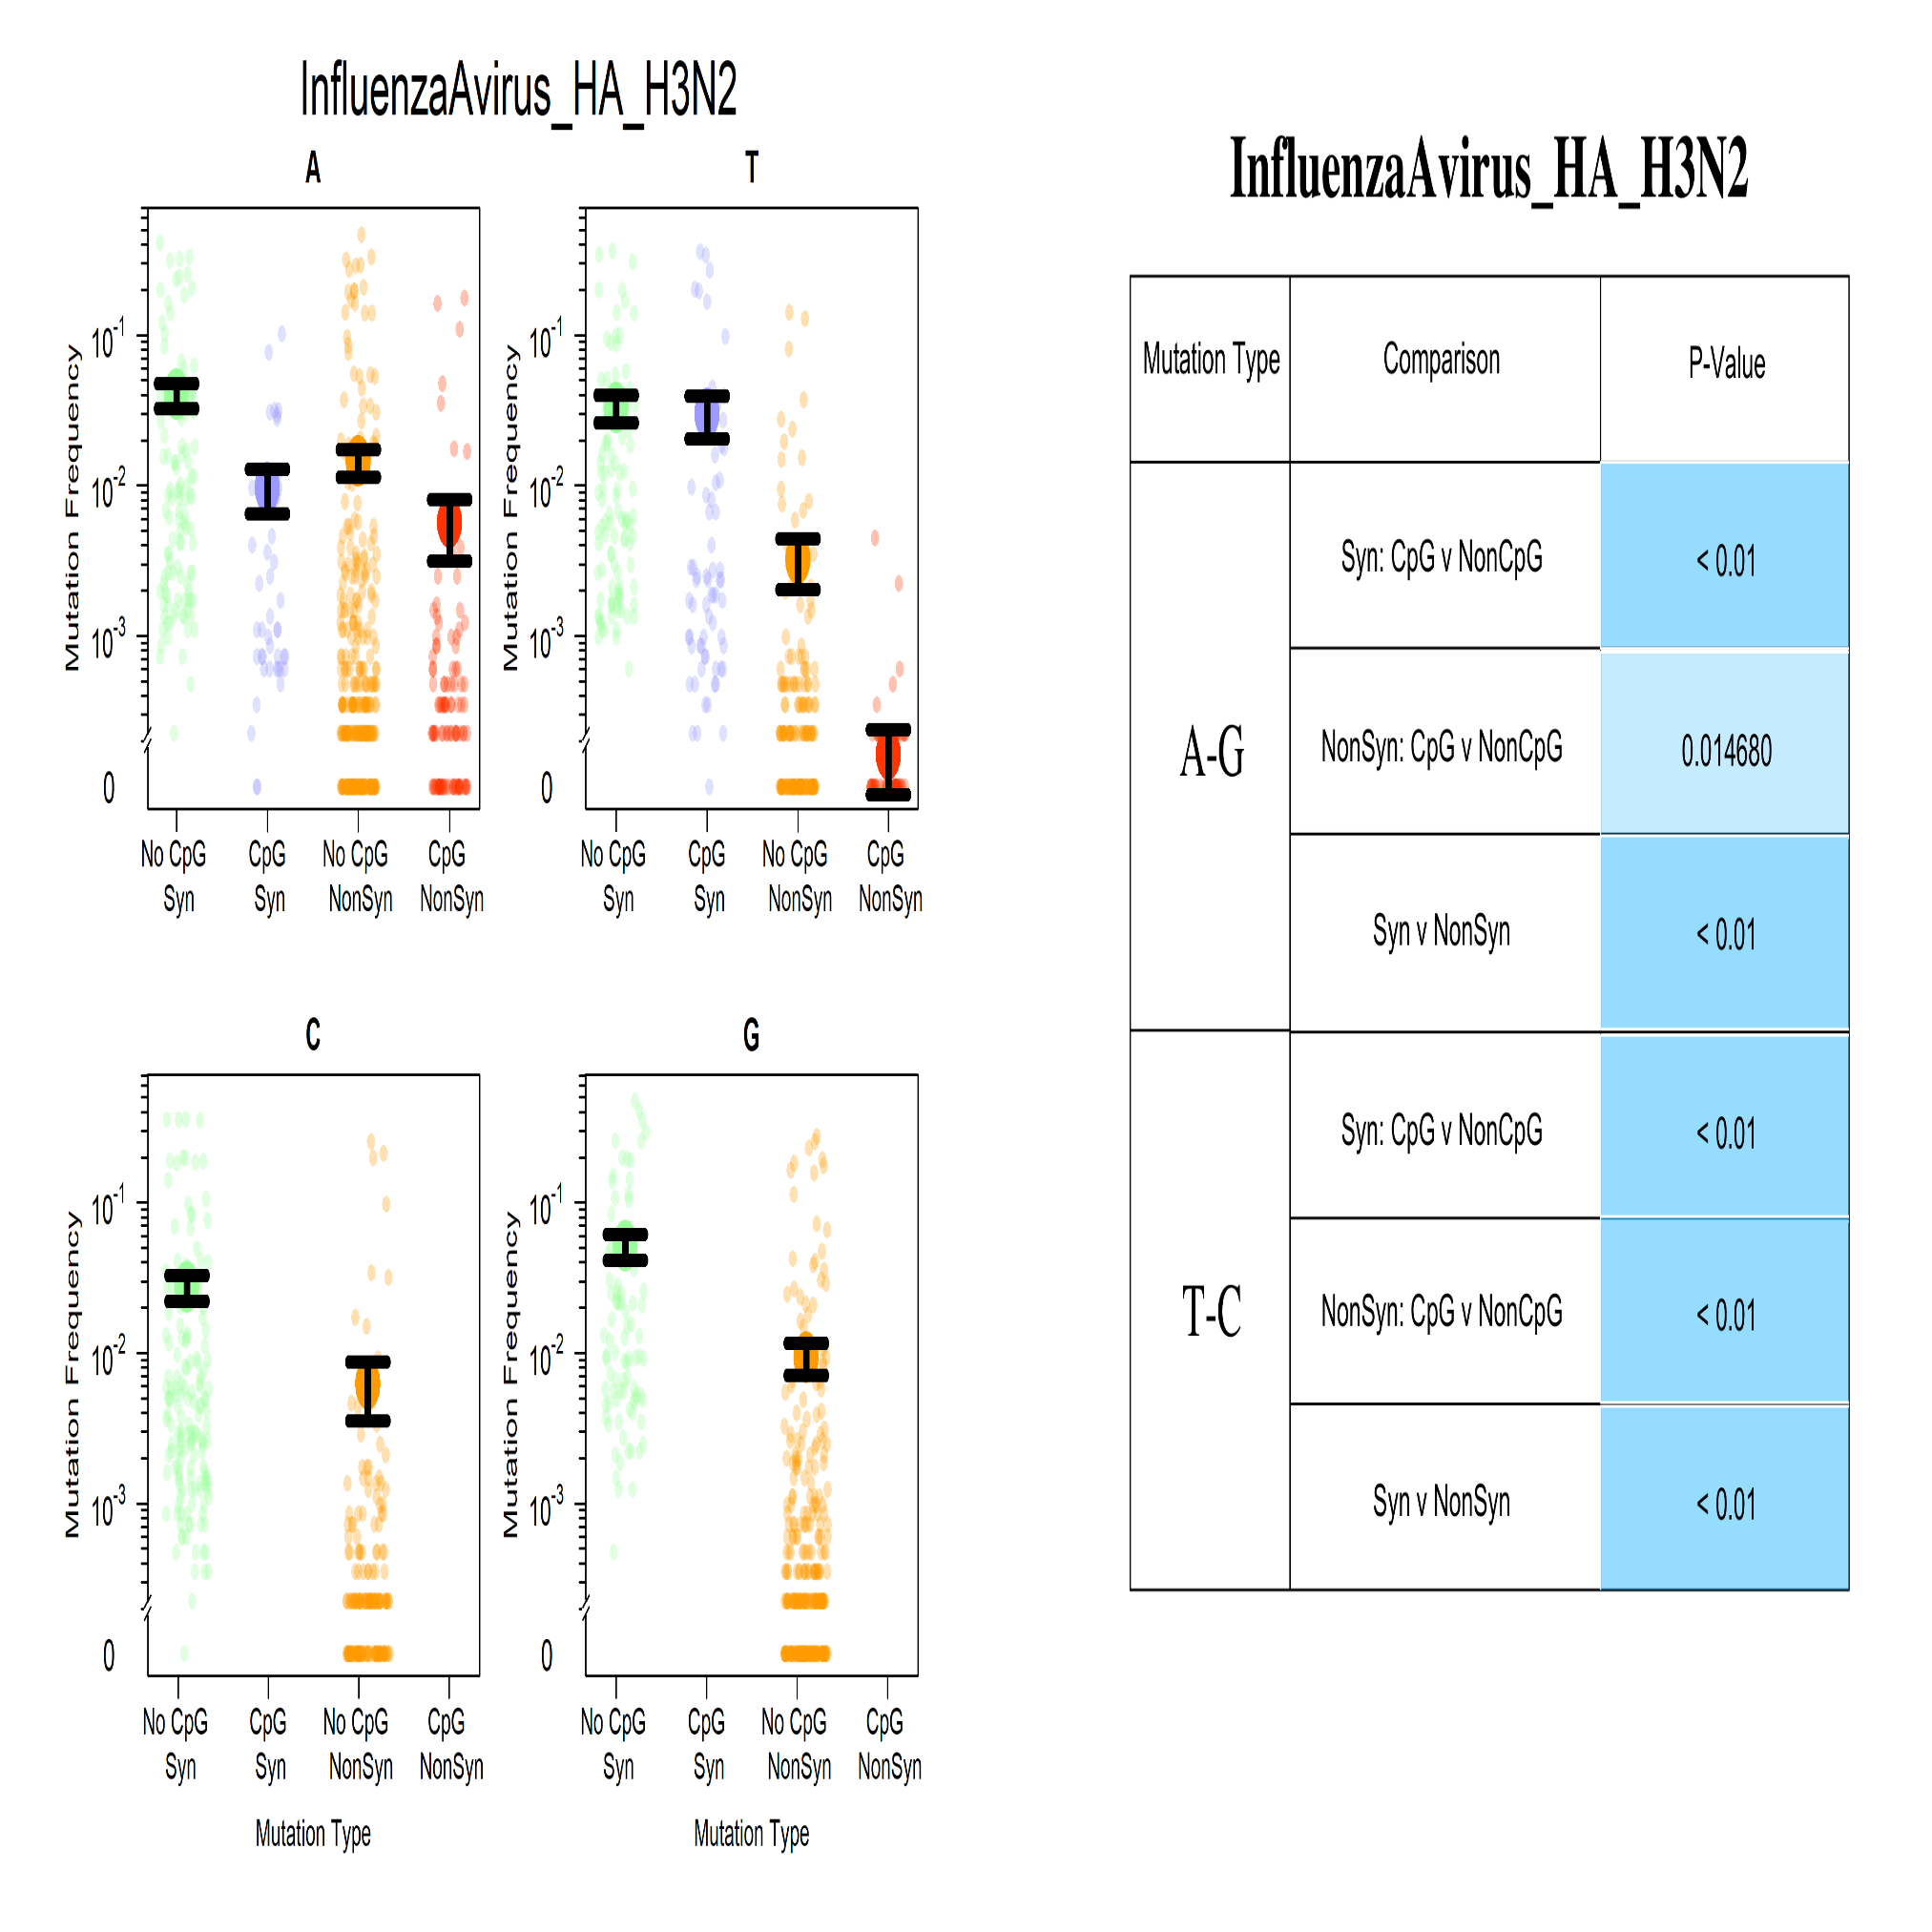 InfluenzaAvirus_HA_H3N2
A
Mutation Frequency
10-1
10-2
10-3
0
No CpG CpG No CpG CpG
Syn Syn NonSyn NonSyn
T
Mutation Frequency
10-1
10-2
10-3
0
No CpG CpG No CpG CpG
Syn Syn NonSyn NonSyn
C
Mutation Frequency
10-1
10-2
10-3
0
No CpG CpG No CpG CpG
Syn Syn NonSyn NonSyn
Mutation Type
G
Mutation Frequency
10-1
10-2
10-3
0
No CpG CpG No CpG CpG
Syn Syn NonSyn NonSyn
Mutation Type
InfluenzaAvirus_HA_H3N2
Mutation Type Comparison P-Value
A-G
Syn: CpG v NonCpG < 0.01
NonSyn: CpG v NonCpG 0.014680
Syn v NonSyn < 0.01
T-C
Syn: CpG v NonCpG < 0.01
NonSyn: CpG v NonCpG < 0.01
Syn v NonSyn < 0.01